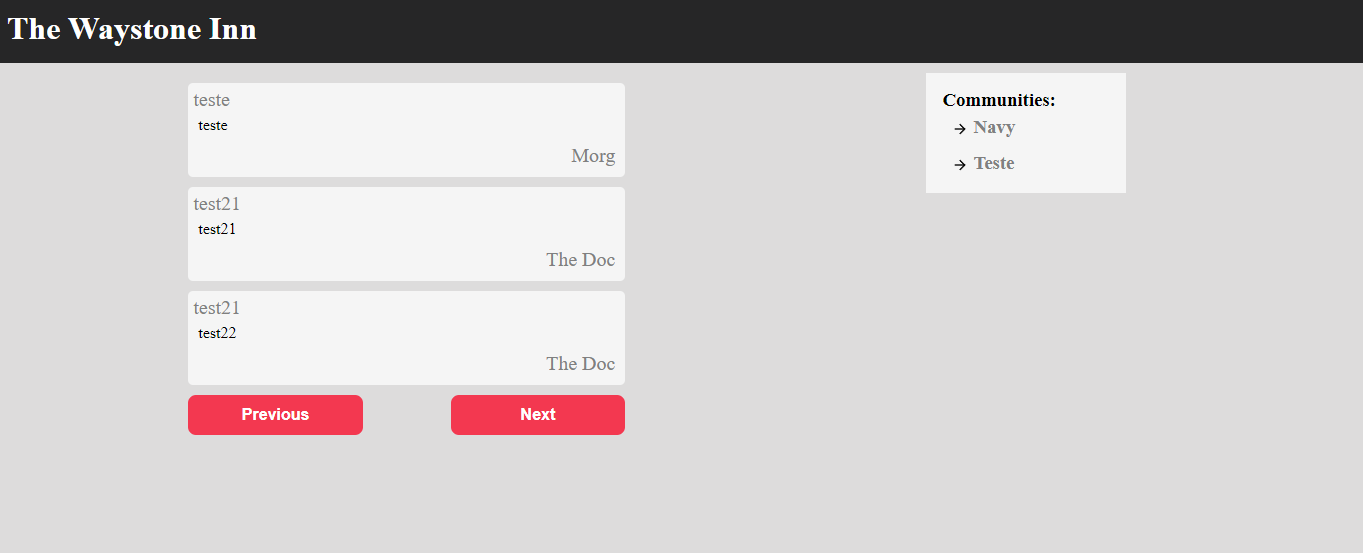 The Waystone Inn
teste
teste
Morg
test21
test21
The Doc
test21
test22
The Doc
Previous
Next
Communities:
Navy
Teste